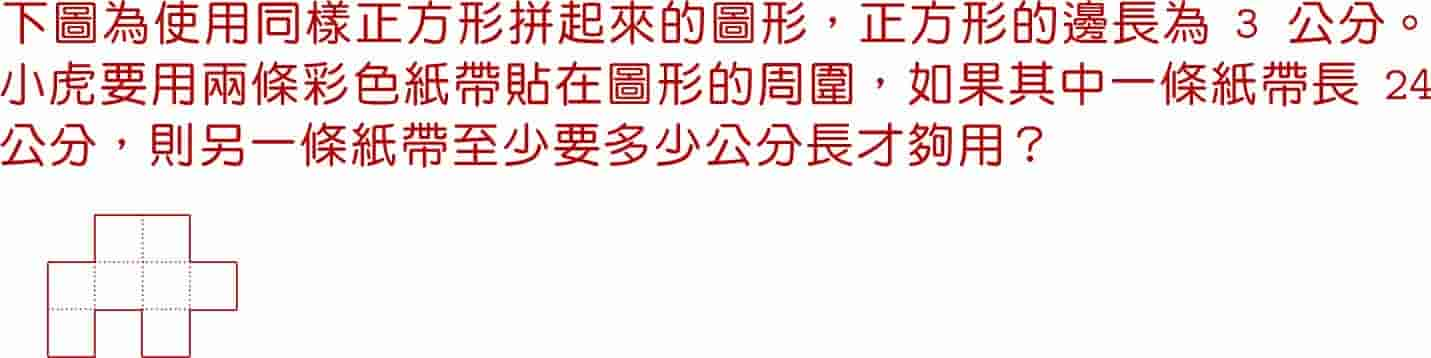 下圖為使用同樣正方形拼起來的圖形，正方形的邊長為 3 公分。
小虎要用兩條彩色紙帶貼在圖形的周圍，如果其中一條紙帶長 24
公分，則另一條紙帶至少要多少公分長才夠用？